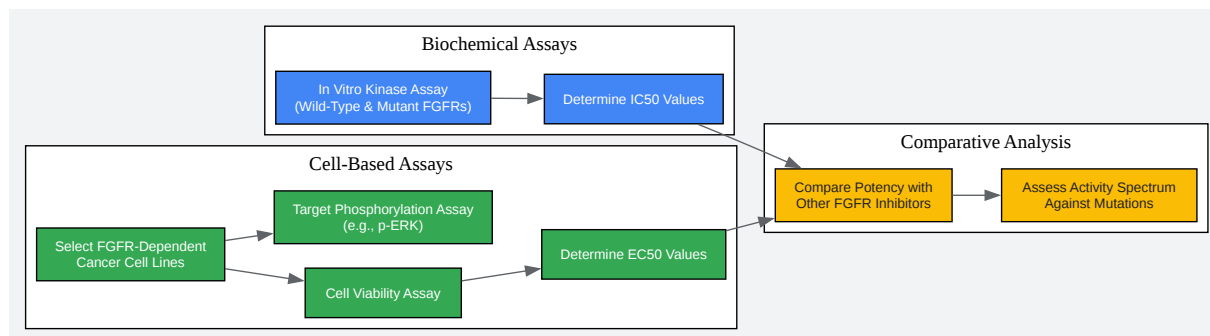 Biochemical Assays
In Vitro Kinase Assay
(Wild-Type & Mutant FGFRs)
Determine IC50 Values
Cell-Based Assays
Select FGFR-Dependent
Cancer Cell Lines
Target Phosphorylation Assay
(e.g., p-ERK)
Cell Viability Assay
Determine EC50 Values
Comparative Analysis
Compare Potency with
Other FGFR Inhibitors
Assess Activity Spectrum
Against Mutations